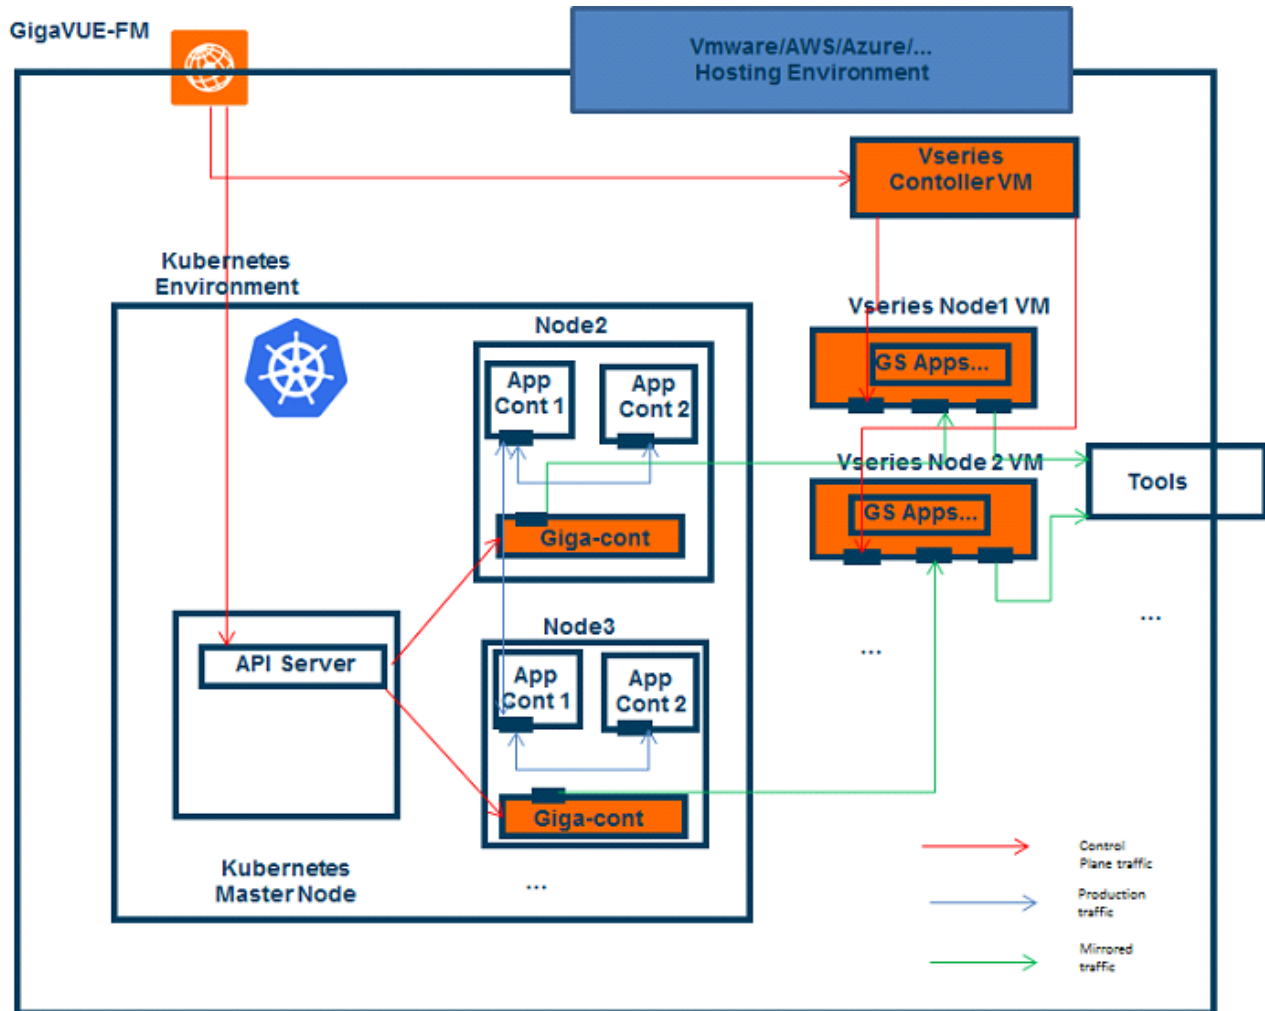 GigaVUE-FM
Vmware/AWS/Azure/...
Hosting Environment
Vseries
Contoller VM
Kubernetes
Environment
Vseries Node1 VM
GS Apps...
Node2
App
Cont 1
App
Cont 2
Giga-cont
Vseries Node 2 VM
GS Apps...
Tools
...
...
API Server
Node3
App
Cont 1
App
Cont 2
Giga-cont
Kubernetes
Master Node
...
Control
Plane traffic
Production
traffic
Mirrored
traffic